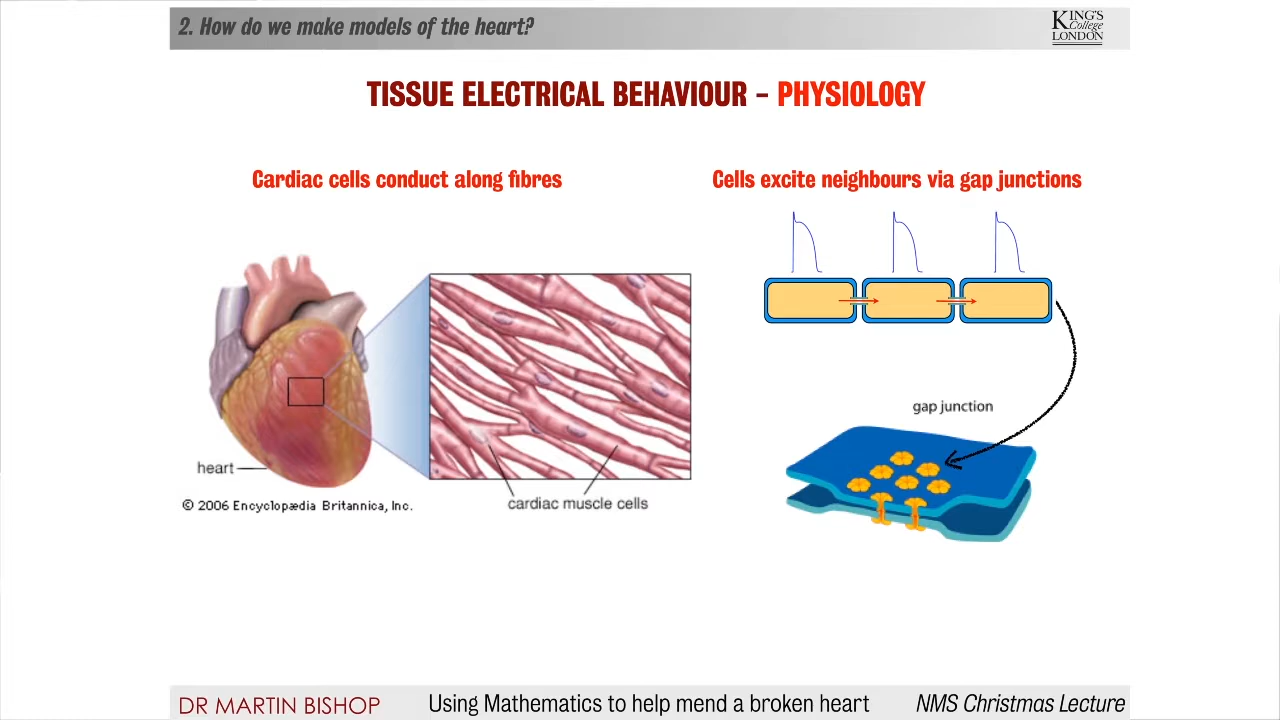 2. How do we make models of the heart?
KING'S
College
LONDON
TISSUE ELECTRICAL BEHAVIOUR – PHYSIOLOGY
Cardiac cells conduct along fibres
Cells excite neighbours via gap junctions
gap junction
heart
© 2006 Encyclopædia Britannica, Inc.
cardiac muscle cells
DR MARTIN BISHOP
Using Mathematics to help mend a broken heart
NMS Christmas Lecture